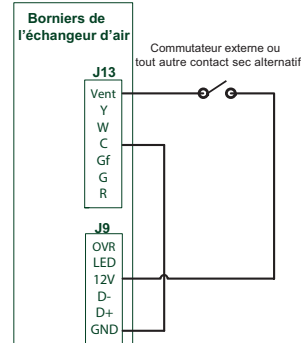 Borniers de
l'échangeur d'air
Commutateur externe ou
tout autre contact sec alternatif
J13
Vent
Y
W
C
Gf
G
R
J9
OVR
LED
12V
D-
D+
GND